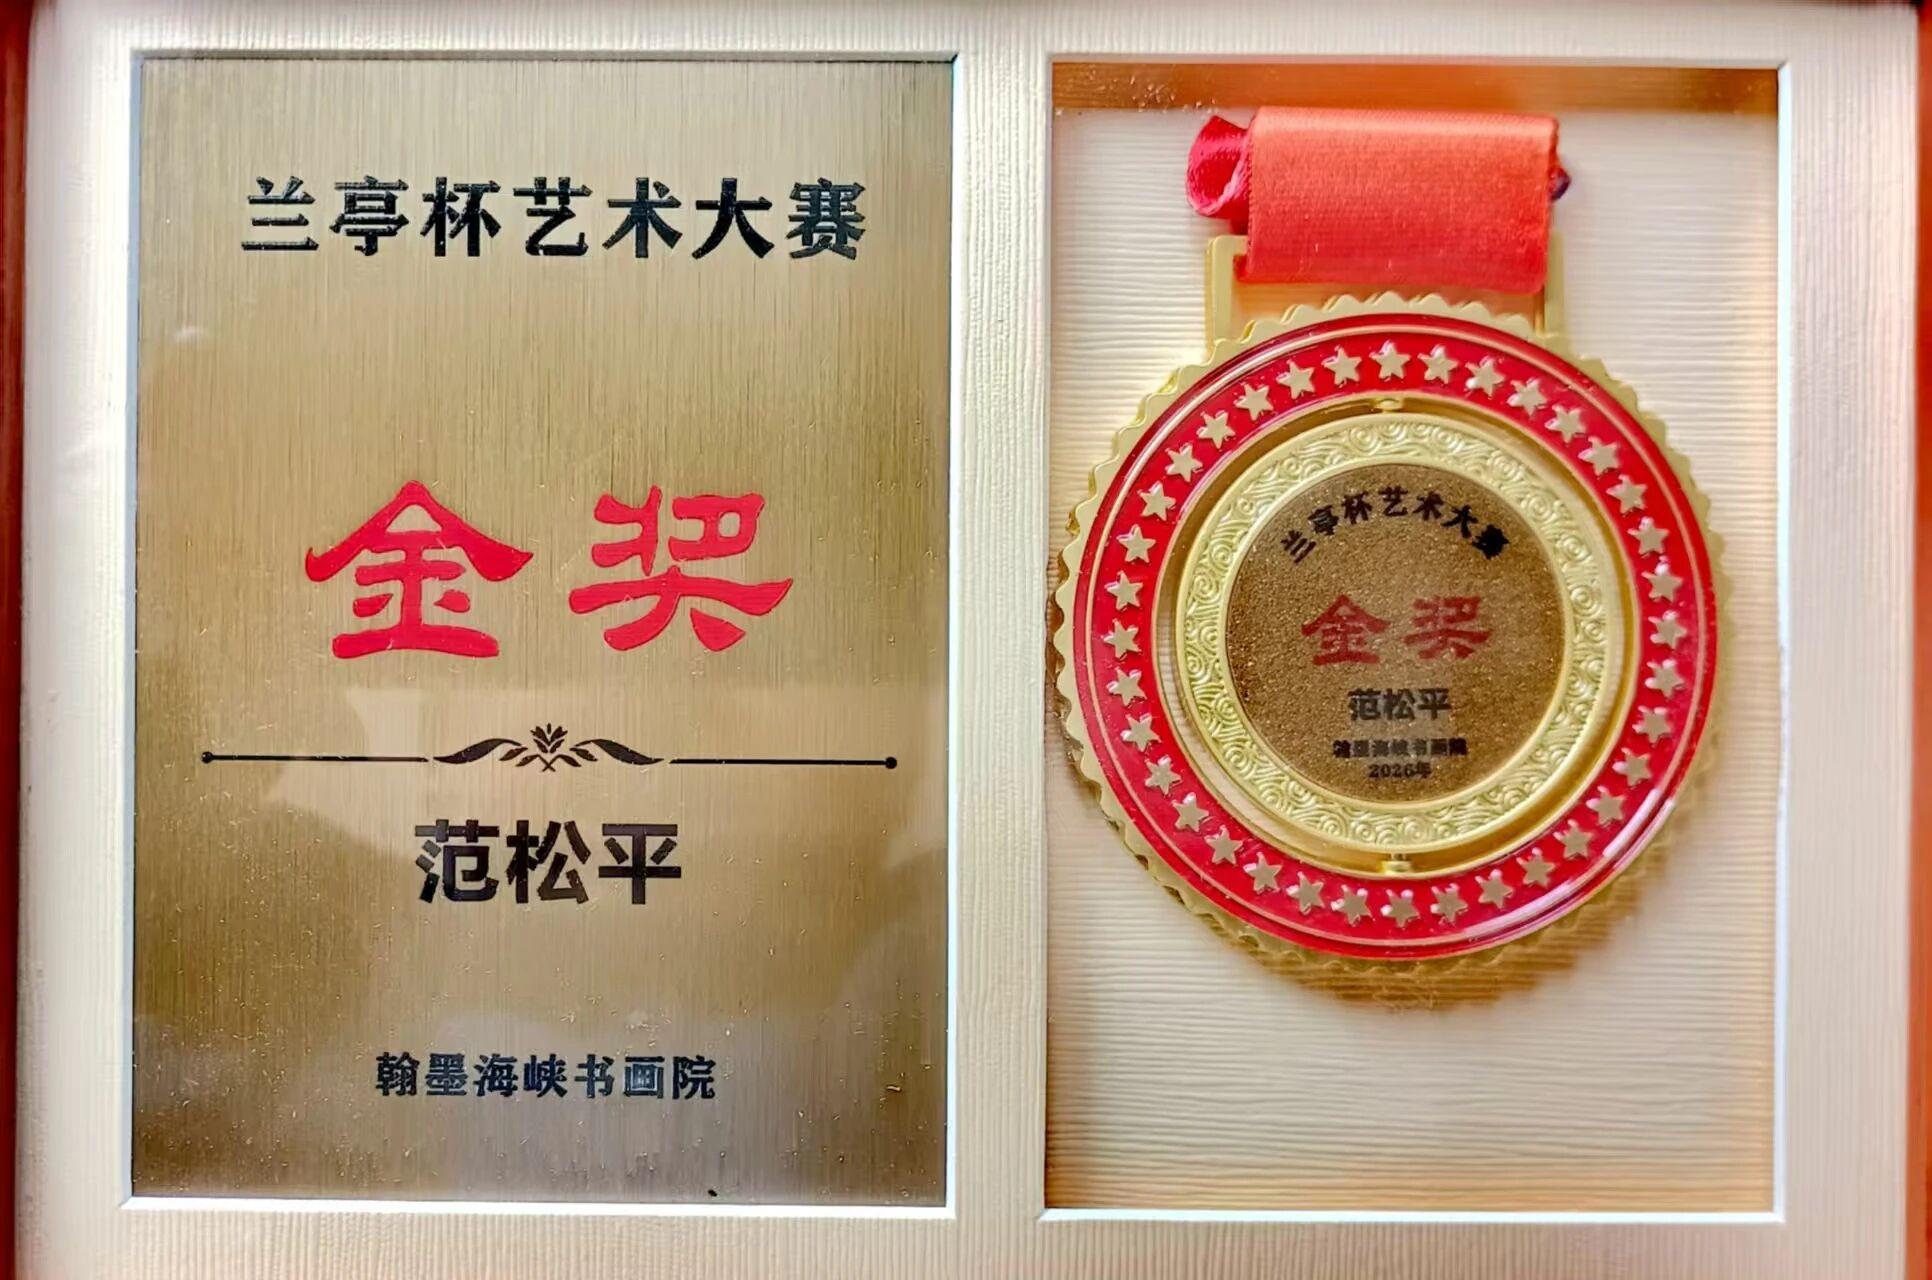 兰亭杯艺术大赛
金奖
范松平
翰墨海峡书画院
兰亭杯艺术大赛
金奖
范松平
翰墨海峡书画院
2026年